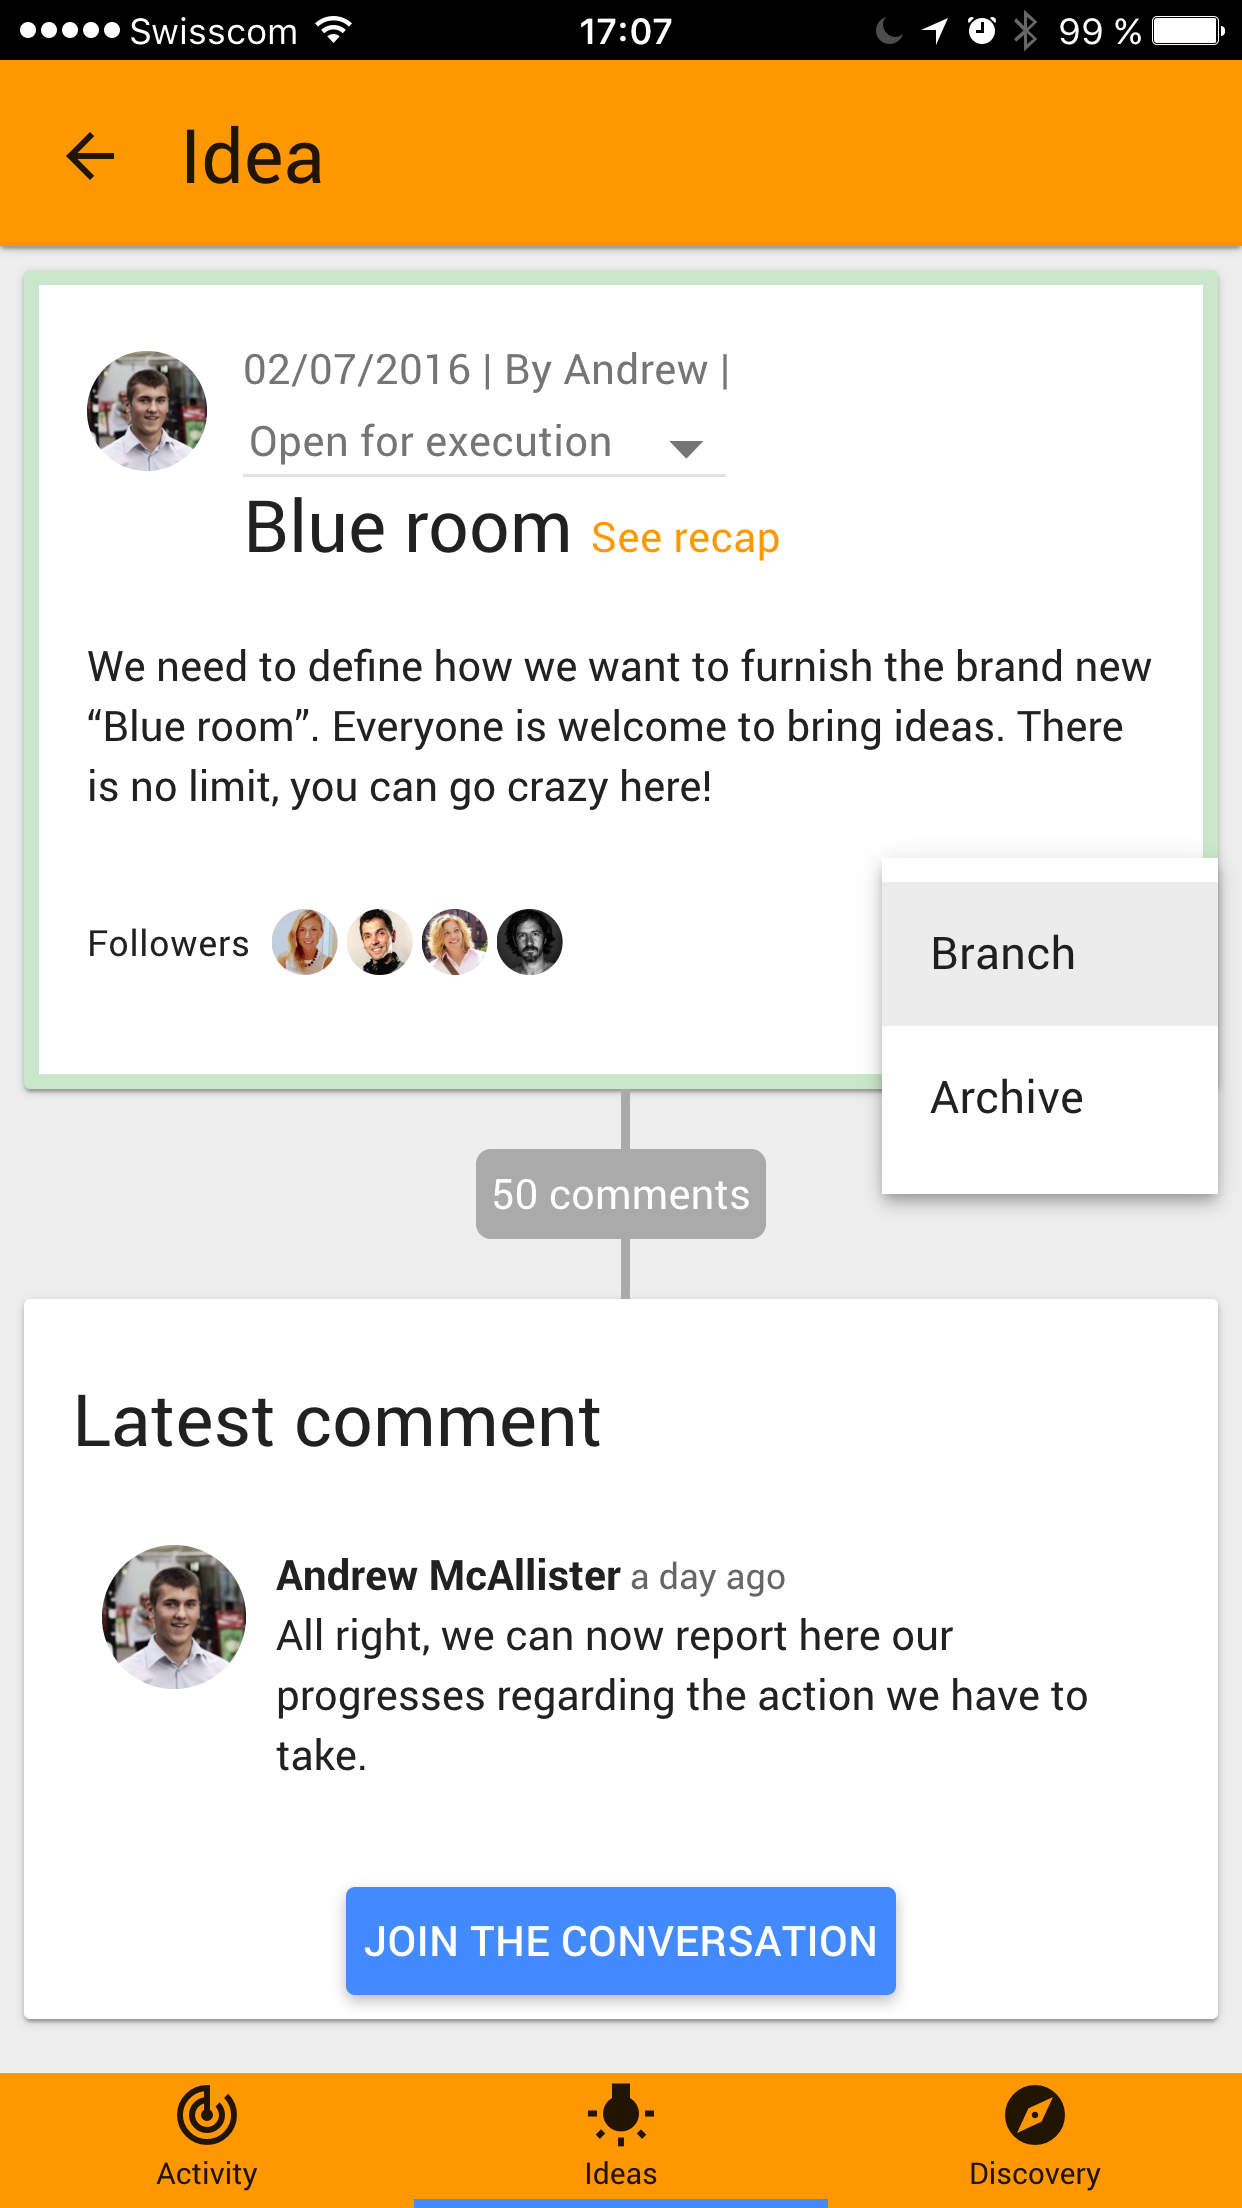 Swisscom 17:07 99 %
Idea
02/07/2016 | By Andrew |
Open for execution
Blue room See recap
We need to define how we want to furnish the brand new
“Blue room”. Everyone is welcome to bring ideas. There
is no limit, you can go crazy here!
Followers
Branch
Archive
50 comments
Latest comment
Andrew McAllister a day ago
All right, we can now report here our
progresses regarding the action we have to
take.
JOIN THE CONVERSATION
Activity Ideas Discovery